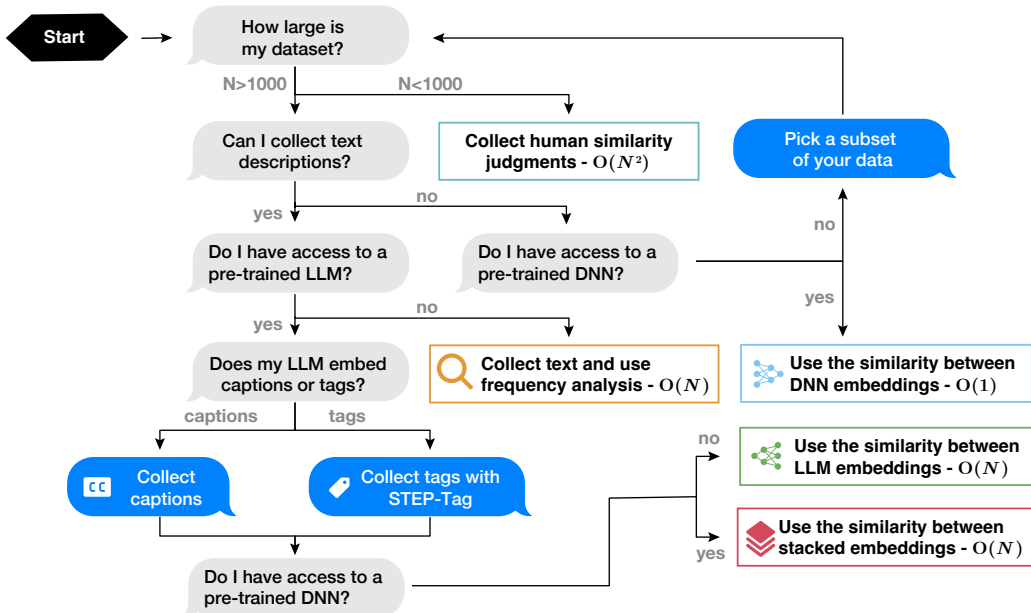 Start
How large is
my dataset?
N>1000
N<1000
Can I collect text
descriptions?
Collect human similarity
judgments - O(N²)
Pick a subset
of your data
yes
no
Do I have access to a
pre-trained LLM?
Do I have access to a
pre-trained DNN?
no
yes
yes
no
Does my LLM embed
captions or tags?
Collect text and use
frequency analysis - O(N)
Use the similarity between
DNN embeddings - O(1)
captions
tags
CC
Collect
captions
Collect tags with
STEP-Tag
no
Use the similarity between
LLM embeddings - O(N)
yes
Use the similarity between
stacked embeddings - O(N)
Do I have access to a
pre-trained DNN?